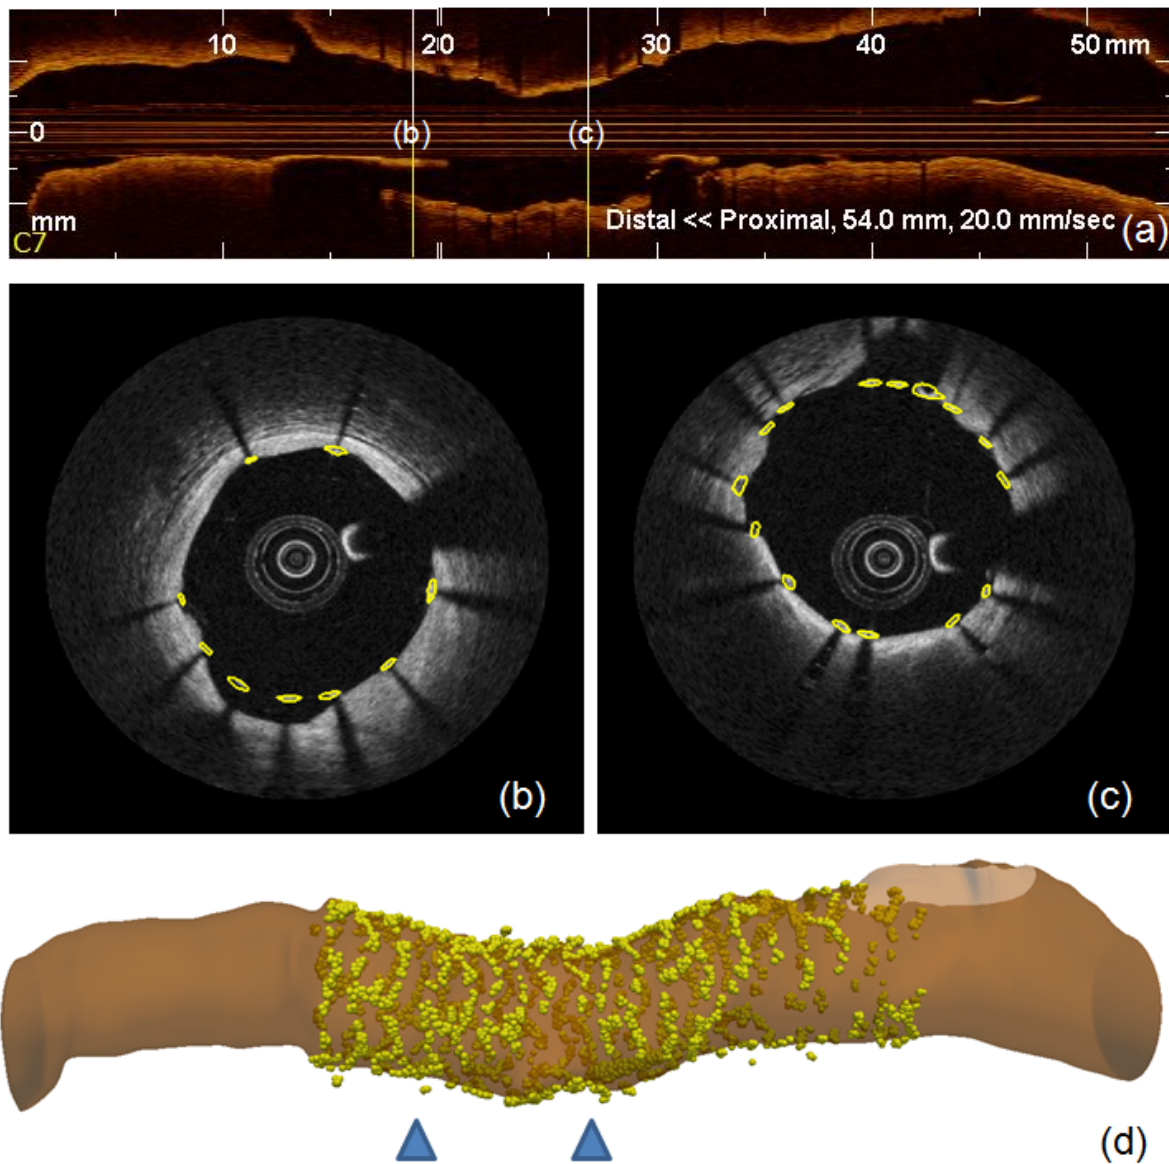 10 20 30 40 50 mm
0 (b) (c)
mm Distal << Proximal, 54.0 mm, 20.0 mm/sec (a)
C7
(b) (c)
(d)